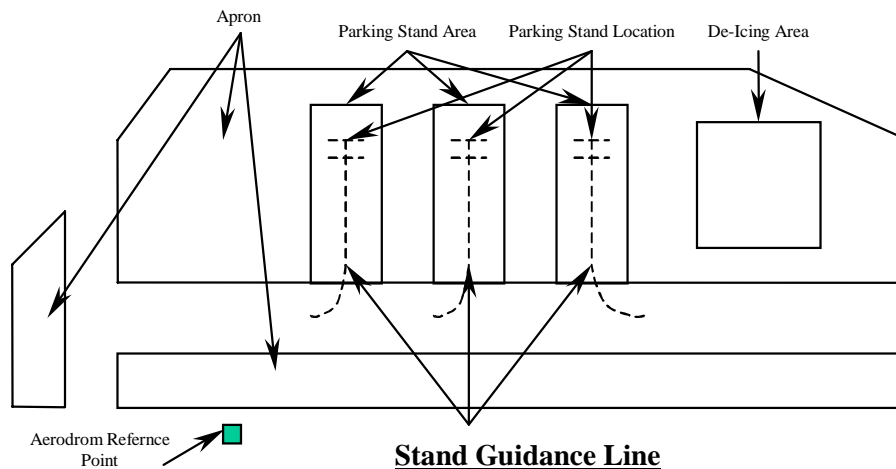 Apron
Parking Stand Area
Parking Stand Location
De-Icing Area
Aerodrom Refernce
Point
Stand Guidance Line